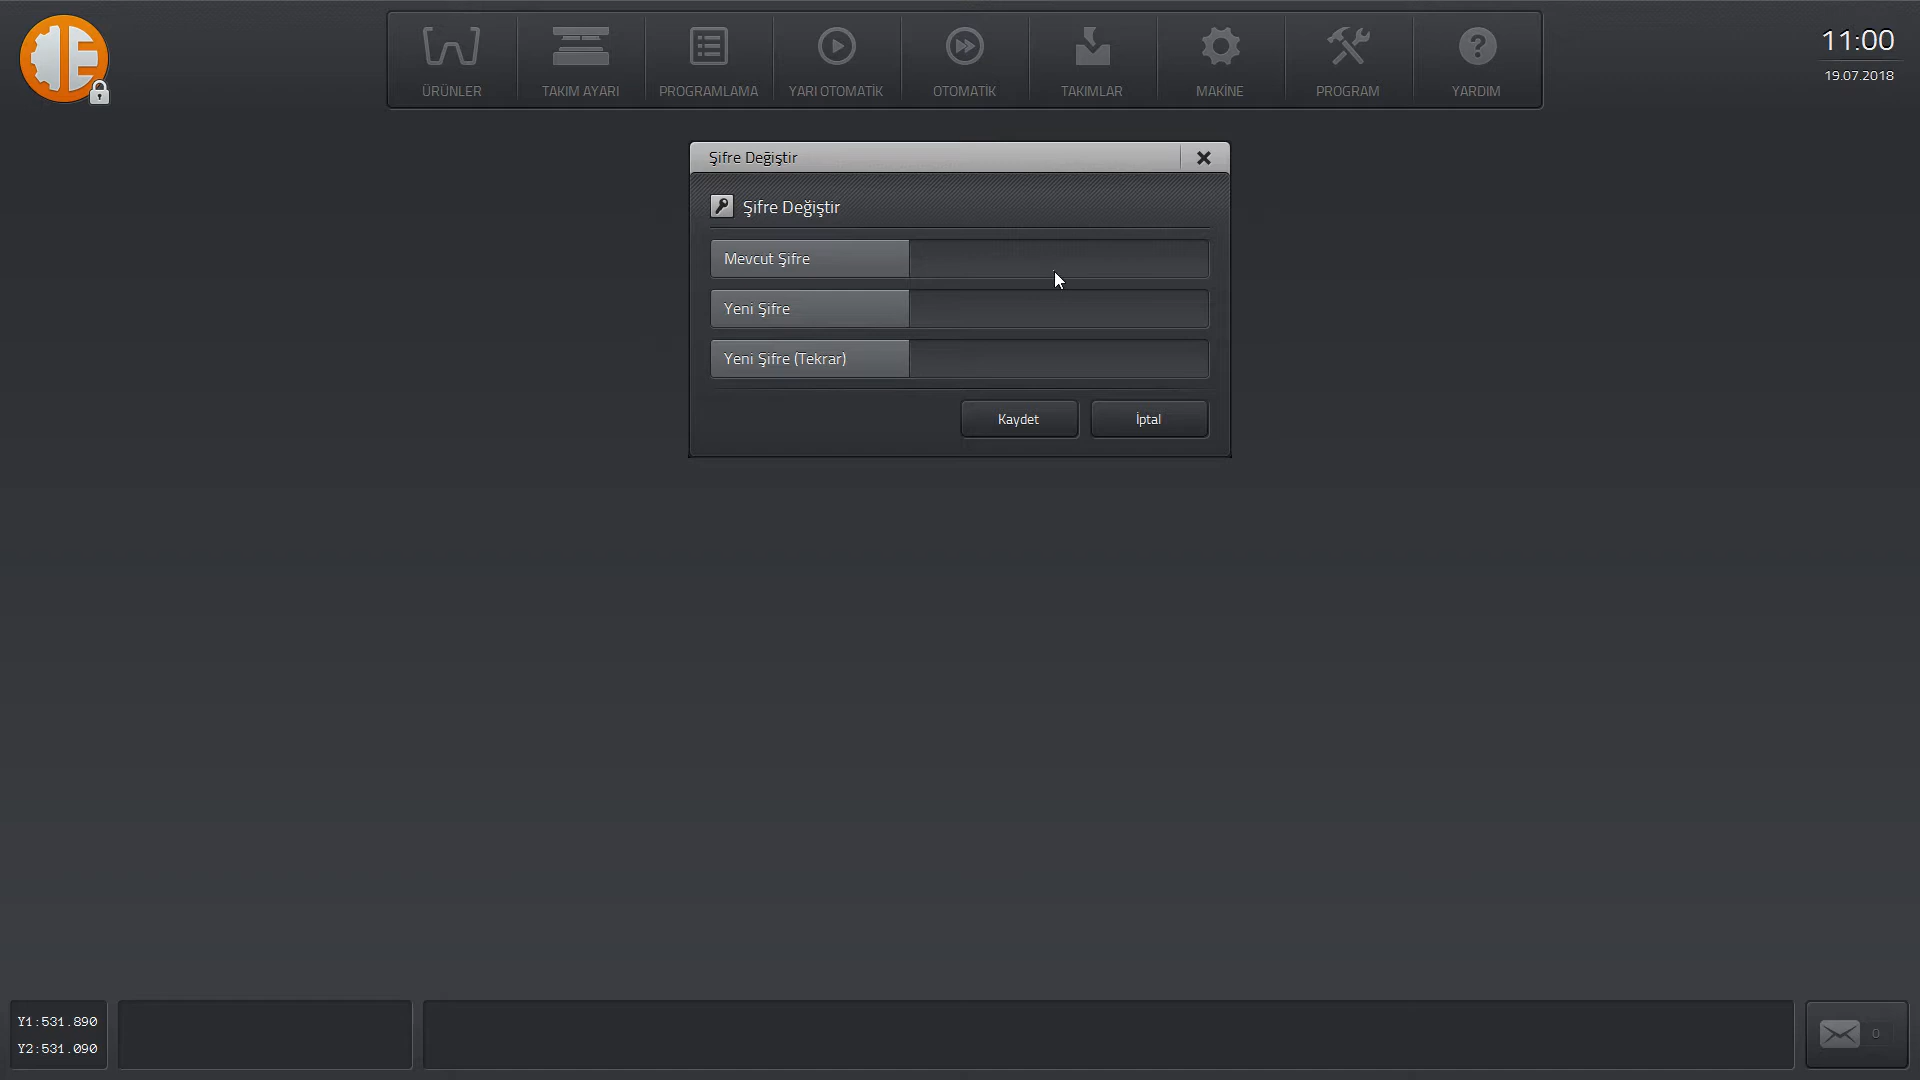 11:00
19.07.2018
ÜRÜNLER
TAKIM AYARI
PROGRAMLAMA
YARI OTOMATİK
OTOMATİK
TAKIMLAR
MAKİNE
PROGRAM
YARDIM
Şifre Değiştir
Şifre Değiştir
Mevcut Şifre
Yeni Şifre
Yeni Şifre (Tekrar)
Kaydet
İptal
Y1:531.890
Y2:531.090
0